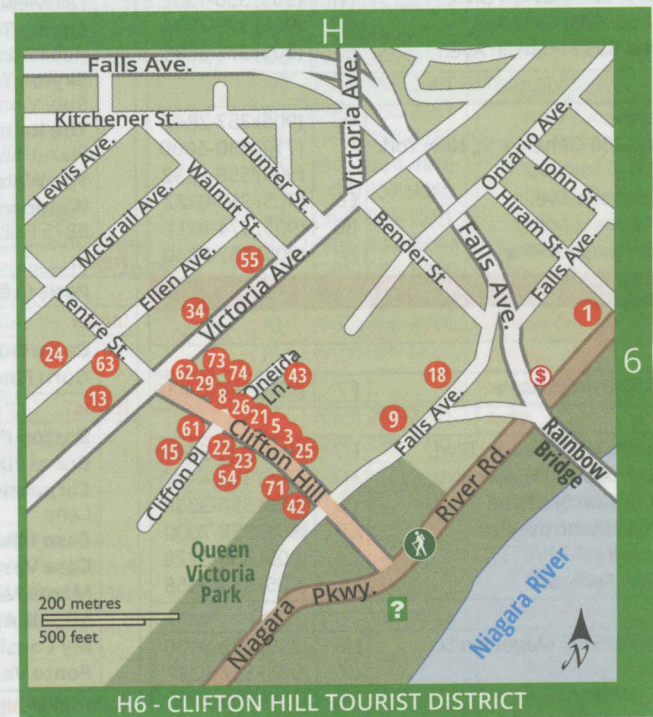 H
Falls Ave.
Kitchener St.
Lewis Ave.
McGrail Ave.
Walnut St.
Hunter St.
Victoria Ave.
Ontario Ave.
John St.
Hiram St.
Bender St.
Falls Ave.
Falls Ave.
Ellen Ave.
Victoria Ave.
Centre St.
55
34
1
24
63
13
62
29
73
74
8
26
21
5
3
25
Oneida
Ln.
43
18
9
Falls Ave.
$
6
61
15
22
23
54
71
42
Clifton Pl
Clifton Hill
Rainbow
Bridge
River Rd.
Queen
Victoria
Park
Niagara Pkwy.
?
Niagara River
200 metres
500 feet
N
H6 - CLIFTON HILL TOURIST DISTRICT